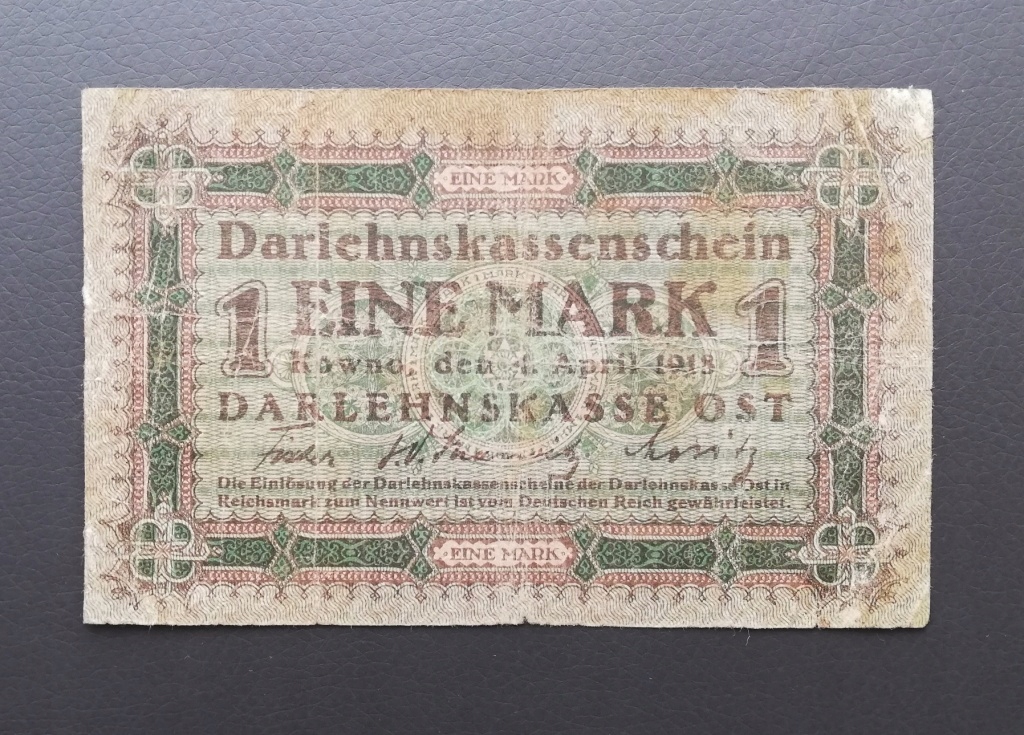 EINE MARK
Darlehnskassenschein
1 EINE MARK 1
Kowno, den 4. April 1918
DARLEHNSKASSE OST
Die Einlösung der Darlehnskassenscheine der Darlehnskasse Ost in
Reichsmark zum Nennwert ist vom Deutschen Reich gewährleistet.
EINE MARK